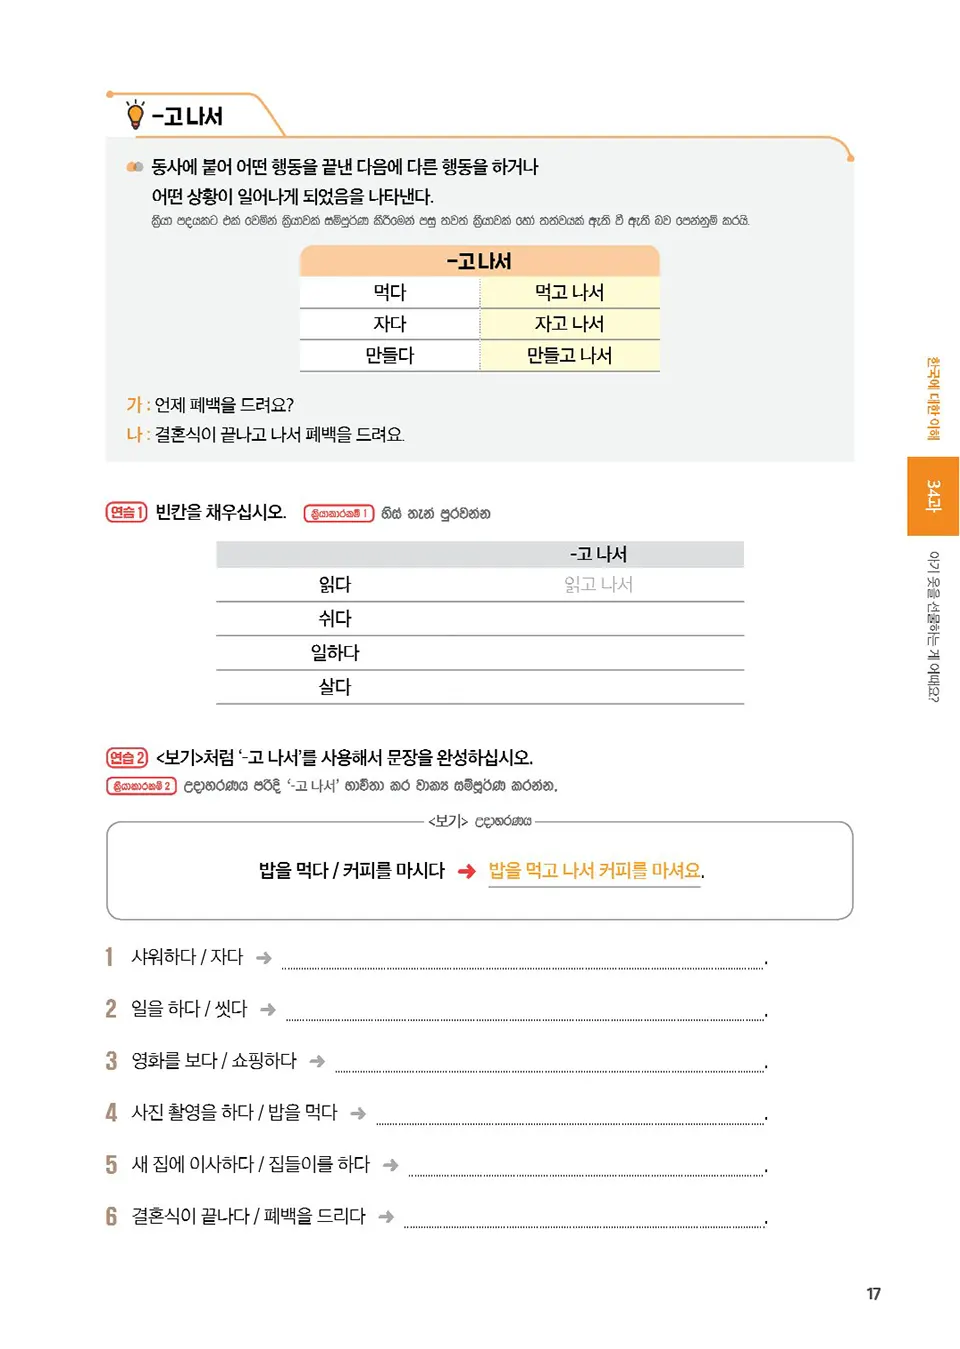 -고 나서
동사에 붙어 어떤 행동을 끝낸 다음에 다른 행동을 하거나
어떤 상황이 일어나게 되었음을 나타낸다.
ක්‍රියා පදයකට එක් වෙමින් ක්‍රියාවක් සම්පූර්ණ කිරීමෙන් පසු තවත් ක්‍රියාවක් හෝ තත්වයක් ඇති වී ඇති බව පෙන්නුම් කරයි.
-고 나서
먹다 먹고 나서
자다 자고 나서
만들다 만들고 나서
가 : 언제 폐백을 드려요?
나 : 결혼식이 끝나고 나서 폐백을 드려요.
연습 1 빈칸을 채우십시오. ක්‍රියාකාරකම් 1 හිස් තැන් පුරවන්න
-고 나서
읽다 읽고 나서
쉬다
일하다
살다
연습 2 <보기>처럼 '-고 나서'를 사용해서 문장을 완성하십시오.
ක්‍රියාකාරකම් 2 උදාහරණය පරිදි '-고 나서' භාවිතා කර වාක්‍ය සම්පූර්ණ කරන්න.
<보기> උදාහරණය
밥을 먹다 / 커피를 마시다 ➜ 밥을 먹고 나서 커피를 마셔요.
1 샤워하다 / 자다 ➜ .
2 일을 하다 / 씻다 ➜ .
3 영화를 보다 / 쇼핑하다 ➜ .
4 사진 촬영을 하다 / 밥을 먹다 ➜ .
5 새 집에 이사하다 / 집들이를 하다 ➜ .
6 결혼식이 끝나다 / 폐백을 드리다 ➜ .
한국에 대한 이해
34과
아기 옷을 선물하는 게 어때요?
17